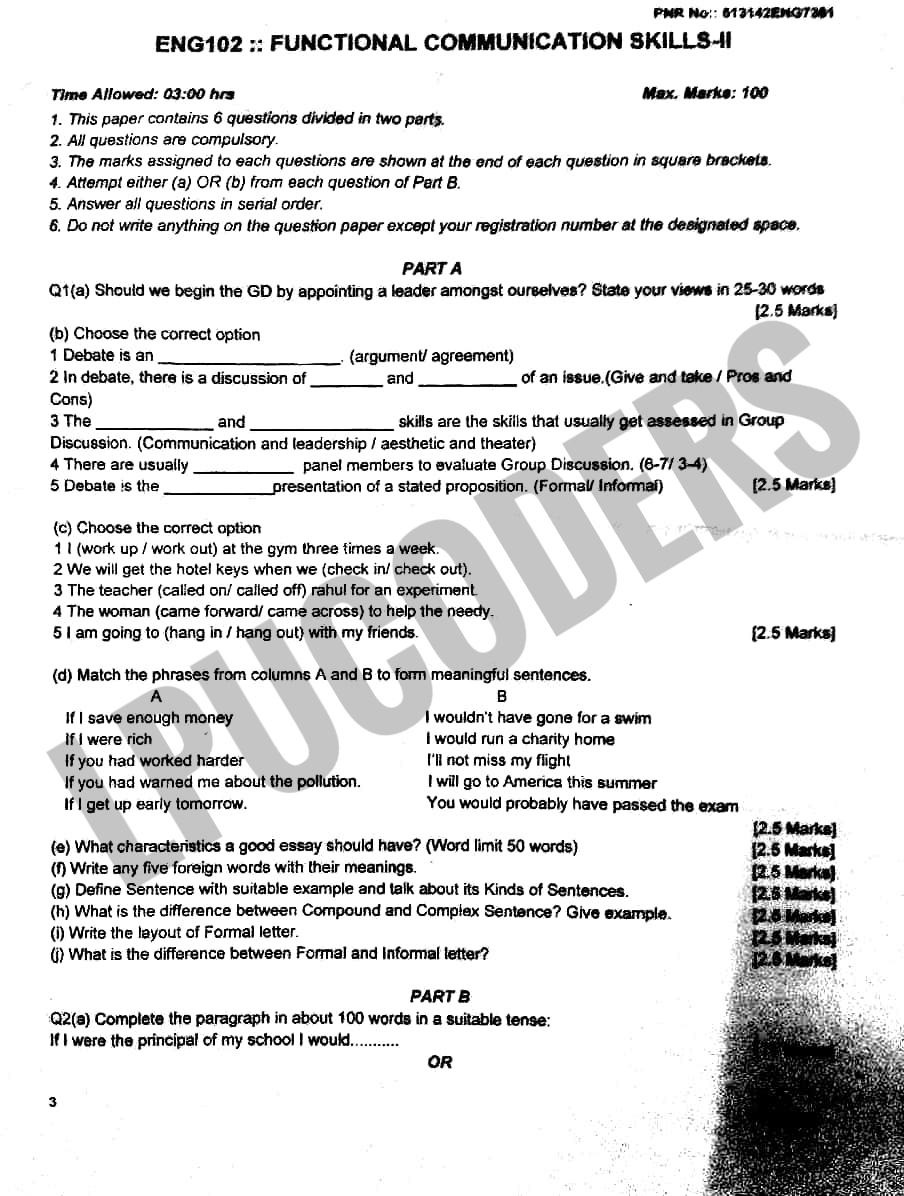 PNR No:: 613142ENG7301
ENG102 :: FUNCTIONAL COMMUNICATION SKILLS-II
Time Allowed: 03:00 hrs Max. Marks: 100
1. This paper contains 6 questions divided in two parts.
2. All questions are compulsory.
3. The marks assigned to each questions are shown at the end of each question in square brackets.
4. Attempt either (a) OR (b) from each question of Part B.
5. Answer all questions in serial order.
6. Do not write anything on the question paper except your registration number at the designated space.
PART A
Q1(a) Should we begin the GD by appointing a leader amongst ourselves? State your views in 25-30 words
[2.5 Marks]
(b) Choose the correct option
1 Debate is an ____________________. (argument/ agreement)
2 In debate, there is a discussion of ________ and ___________ of an issue.(Give and take / Pros and
Cons)
3 The _____________ and ________________ skills are the skills that usually get assessed in Group
Discussion. (Communication and leadership / aesthetic and theater)
4 There are usually ___________ panel members to evaluate Group Discussion. (6-7/ 3-4)
5 Debate is the ____________presentation of a stated proposition. (Formal/ Informal) [2.5 Marks]
(c) Choose the correct option
1 I (work up / work out) at the gym three times a week.
2 We will get the hotel keys when we (check in/ check out).
3 The teacher (called on/ called off) rahul for an experiment.
4 The woman (came forward/ came across) to help the needy.
5 I am going to (hang in / hang out) with my friends. [2.5 Marks]
(d) Match the phrases from columns A and B to form meaningful sentences.
A B
If I save enough money I wouldn't have gone for a swim
If I were rich I would run a charity home
If you had worked harder I'll not miss my flight
If you had warned me about the pollution. I will go to America this summer
If I get up early tomorrow. You would probably have passed the exam
[2.5 Marks]
(e) What characteristics a good essay should have? (Word limit 50 words) [2.5 Marks]
(f) Write any five foreign words with their meanings. [2.5 Marks]
(g) Define Sentence with suitable example and talk about its Kinds of Sentences. [2.5 Marks]
(h) What is the difference between Compound and Complex Sentence? Give example. [2.5 Marks]
(i) Write the layout of Formal letter. [2.5 Marks]
(j) What is the difference between Formal and Informal letter? [2.5 Marks]
PART B
Q2(a) Complete the paragraph in about 100 words in a suitable tense:
If I were the principal of my school I would...........
OR
3
LPUCODERS